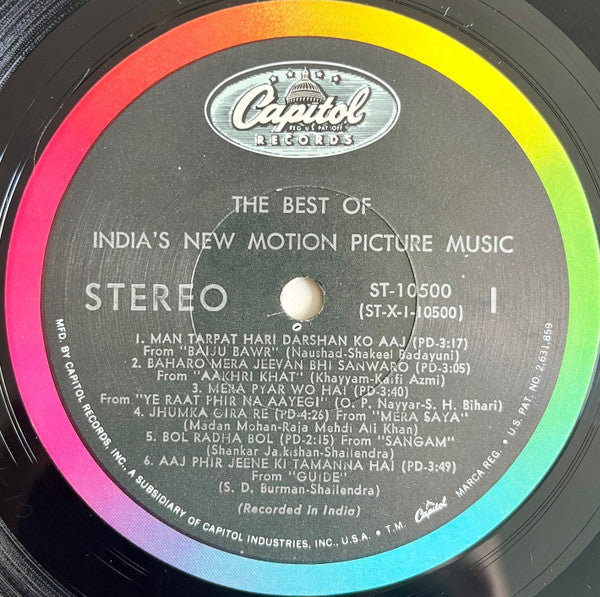 Capitol
REG. U.S. PAT. OFF.
RECORDS
THE BEST OF
INDIA'S NEW MOTION PICTURE MUSIC
STEREO
ST-10500
(ST-X-1-10500)
1
1. MAN TARPAT HARI DARSHAN KO AAJ (PD-3:17)
From "BAIJU BAWR" (Naushad-Shakeel Badayuni)
2. BAHARO MERA JEEVAN BHI SANWARO (PD-3:05)
From "AAKHRI KHAT" (Khayyam-Kaifi Azmi)
3. MERA PYAR WO HAI (PD-3:40)
From "YE RAAT PHIR NA AAYEGI" (O. P. Nayyar-S. H. Bihari)
4. JHUMKA GIRA RE (PD-4:26) From "MERA SAYA"
(Madan Mohan-Raja Mehdi Ali Khan)
5. BOL RADHA BOL (PD-2:15) From "SANGAM"
(Shankar Jaikishan-Shailendra)
6. AAJ PHIR JEENE KI TAMANNA HAI (PD-3:49)
From "GUIDE"
(S. D. Burman-Shailendra)
(Recorded in India)
MFD. BY CAPITOL RECORDS, INC., A SUBSIDIARY OF CAPITOL INDUSTRIES, INC., U.S.A. • T.M. Capitol MARCA REG. • U.S. PAT. NO. 2,631,859